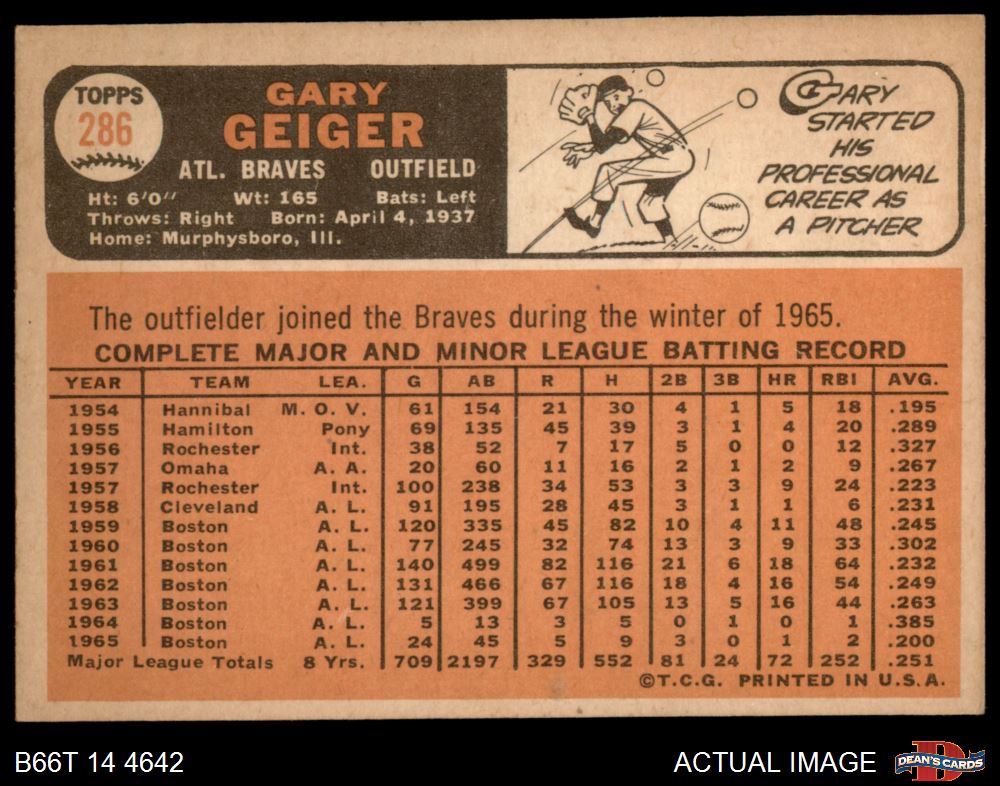 TOPPS
286
GARY
GEIGER
ATL. BRAVES OUTFIELD
Ht: 6'0" Wt: 165 Bats: Left
Throws: Right Born: April 4, 1937
Home: Murphysboro, Ill.
GARY
STARTED
HIS
PROFESSIONAL
CAREER AS
A PITCHER
The outfielder joined the Braves during the winter of 1965.
COMPLETE MAJOR AND MINOR LEAGUE BATTING RECORD
YEAR TEAM LEA. G AB R H 2B 3B HR RBI AVG.
1954 Hannibal M. O. V. 61 154 21 30 4 1 5 18 .195
1955 Hamilton Pony 69 135 45 39 3 1 4 20 .289
1956 Rochester Int. 38 52 7 17 5 0 0 12 .327
1957 Omaha A. A. 20 60 11 16 2 1 2 9 .267
1957 Rochester Int. 100 238 34 53 3 3 9 24 .223
1958 Cleveland A. L. 91 195 28 45 3 1 1 6 .231
1959 Boston A. L. 120 335 45 82 10 4 11 48 .245
1960 Boston A. L. 77 245 32 74 13 3 9 33 .302
1961 Boston A. L. 140 499 82 116 21 6 18 64 .232
1962 Boston A. L. 131 466 67 116 18 4 16 54 .249
1963 Boston A. L. 121 399 67 105 13 5 16 44 .263
1964 Boston A. L. 5 13 3 5 0 1 0 1 .385
1965 Boston A. L. 24 45 5 9 3 0 1 2 .200
Major League Totals 8 Yrs. 709 2197 329 552 81 24 72 252 .251
©T.C.G. PRINTED IN U.S.A.
B66T 14 4642
ACTUAL IMAGE
D
DEAN'S CARDS